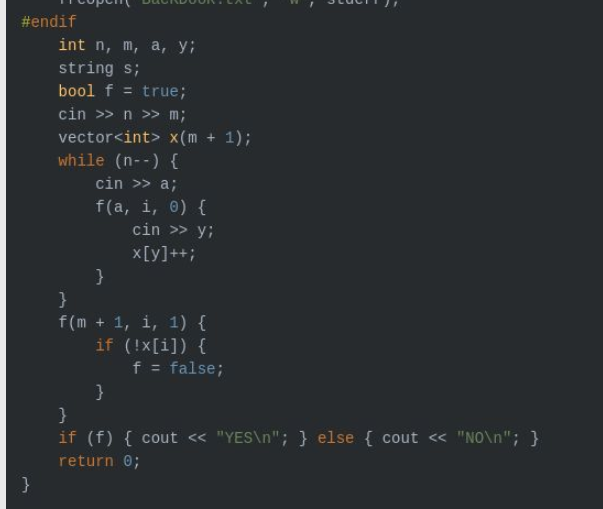 #endif
int n, m, a, y;
string s;
bool f = true;
cin >> n >> m;
vector<int> x(m + 1);
while (n--) {
cin >> a;
f(a, i, 0) {
cin >> y;
x[y]++;
}
}
f(m + 1, i, 1) {
if (!x[i]) {
f = false;
}
}
if (f) { cout << "YES\n"; } else { cout << "NO\n"; }
return 0;
}